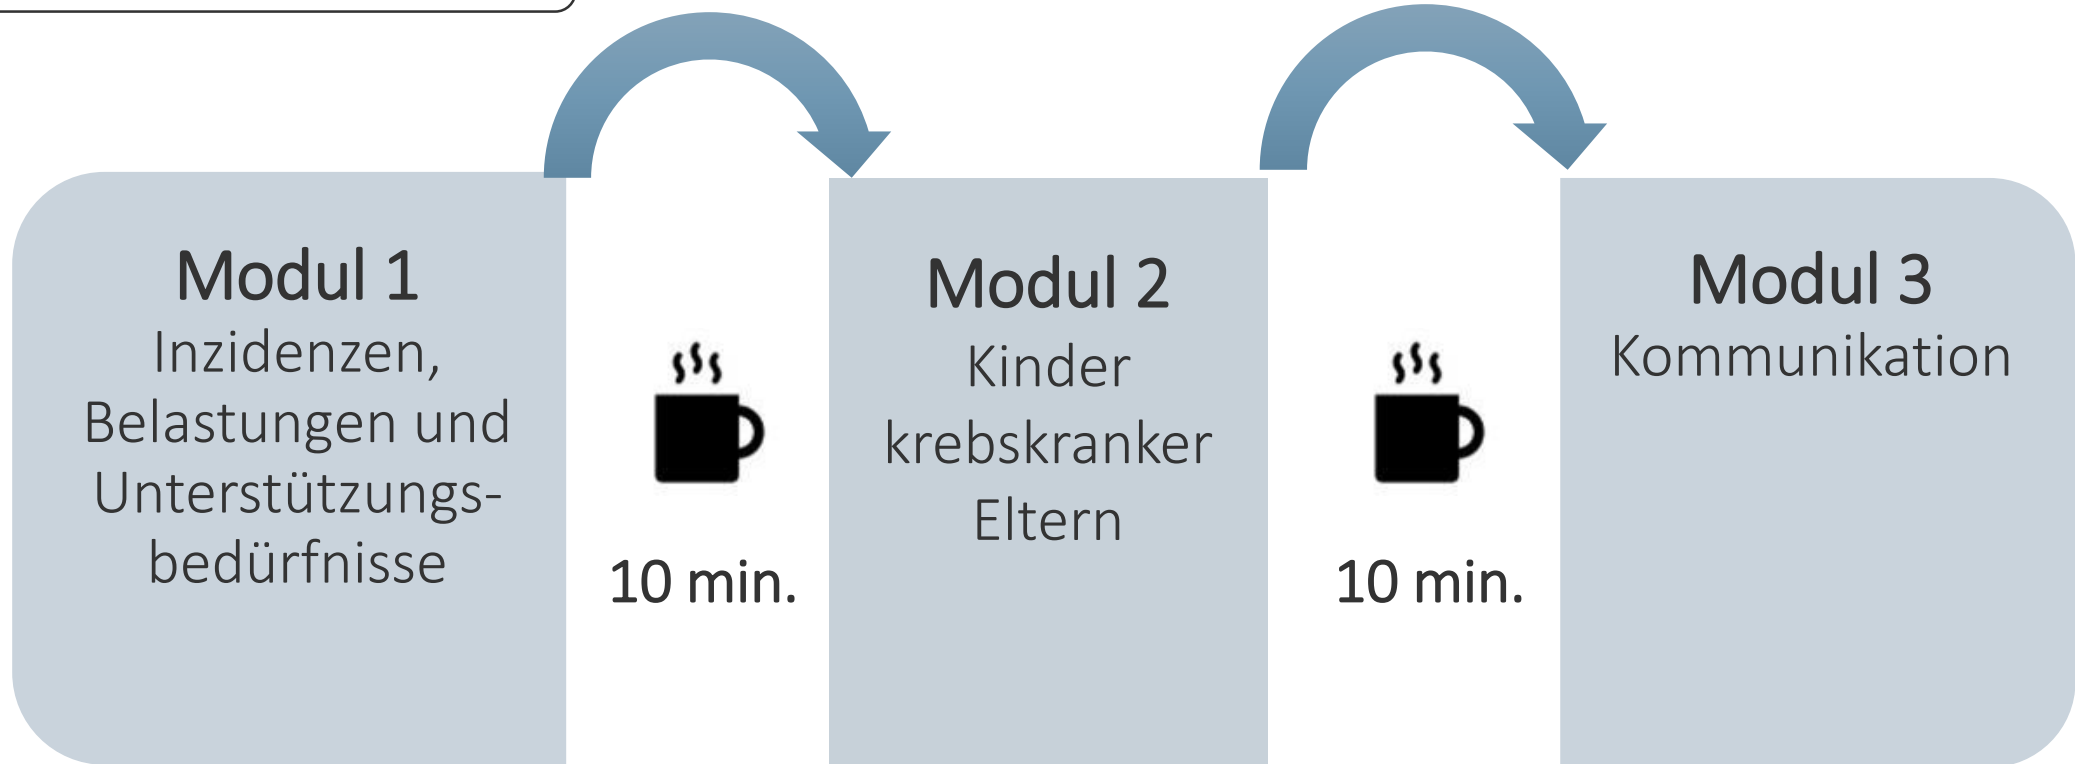 Modul 1
Inzidenzen,
Belastungen und
Unterstützungs-
bedürfnisse
10 min.
Modul 2
Kinder
krebskranker
Eltern
10 min.
Modul 3
Kommunikation